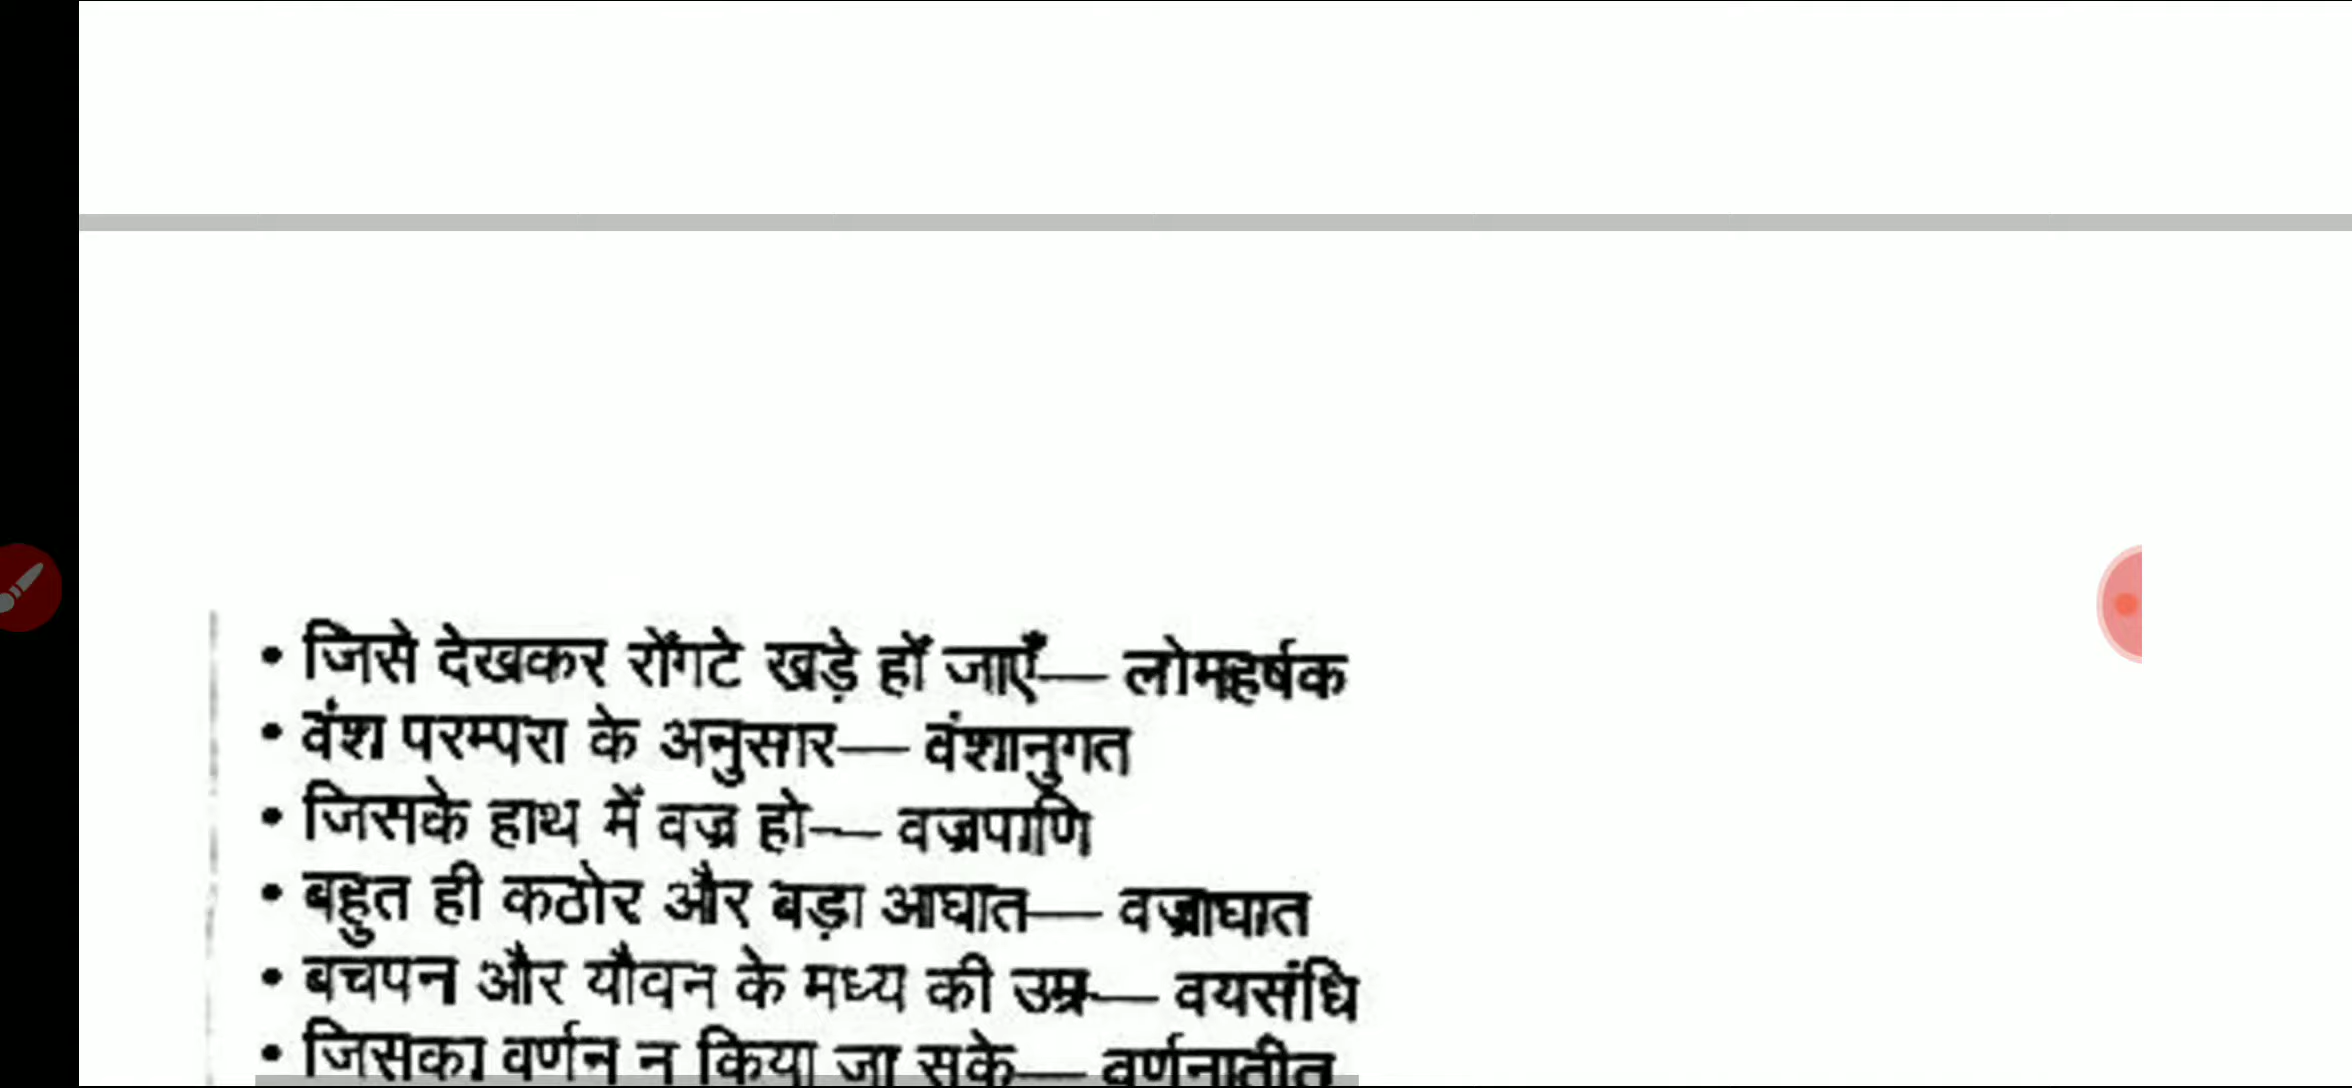 • जिसे देखकर रोंगटे खड़े हों जाएँ— लोमहर्षक
• वंश परम्परा के अनुसार— वंशानुगत
• जिसके हाथ में वज्र हो— वज्रपाणि
• बहुत ही कठोर और बड़ा आघात— वज्राघात
• बचपन और यौवन के मध्य की उम्र— वयसंधि
• जिसका वर्णन न किया जा सके— वर्णनातीत